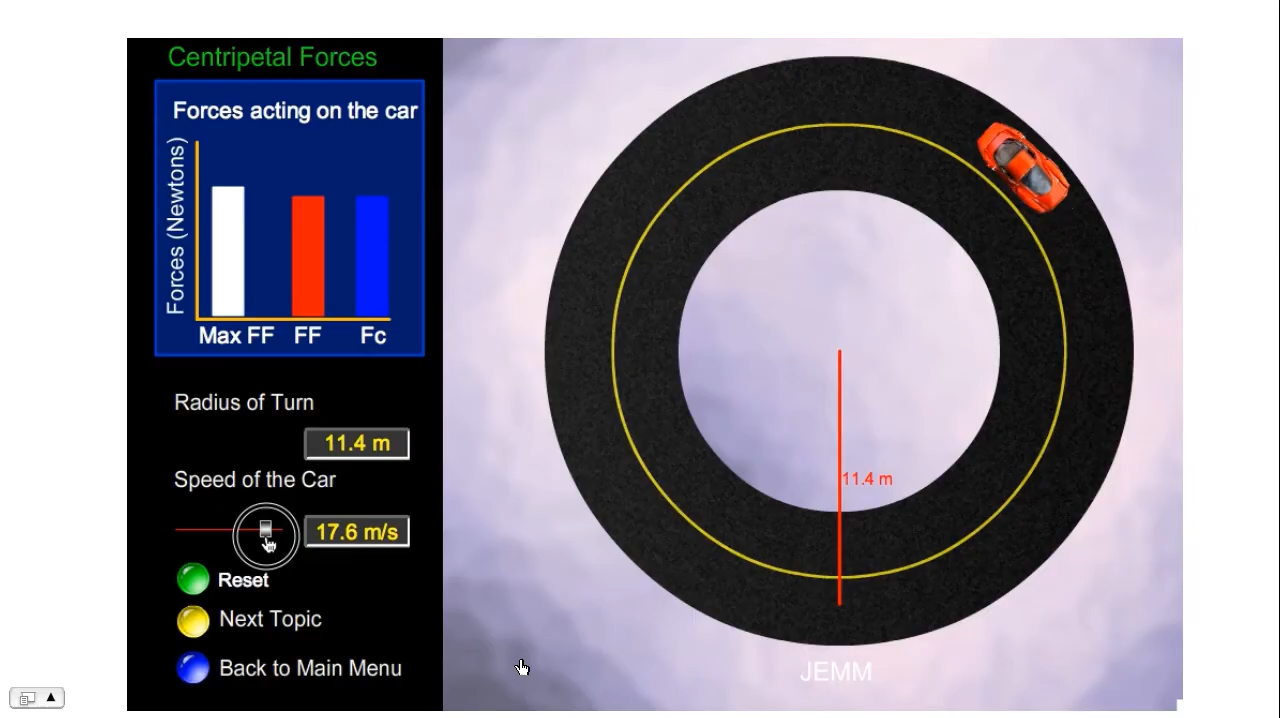 Centripetal Forces
Forces acting on the car
Forces (Newtons)
Max FF FF Fc
Radius of Turn
11.4 m
Speed of the Car
17.6 m/s
Reset
Next Topic
Back to Main Menu
11.4 m
JEMM